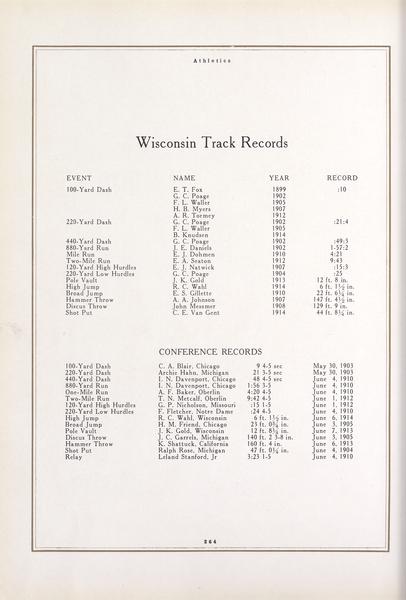 Athletics
Wisconsin Track Records
EVENT NAME YEAR RECORD
100-Yard Dash E. T. Fox 1899 :10
G. C. Poage 1902
F. L. Waller 1905
H. B. Myers 1907
A. R. Tormey 1912
220-Yard Dash G. C. Poage 1902 :21:4
F. L. Waller 1905
B. Knudsen 1914
440-Yard Dash G. C. Poage 1902 :49:3
880-Yard Run J. E. Daniels 1902 1-57:2
Mile Run E. J. Dohmen 1910 4:21
Two-Mile Run E. A. Seaton 1912 9:43
120-Yard High Hurdles E. J. Natwick 1907 :15:3
220-Yard Low Hurdles G. C. Poage 1904 :25
Pole Vault J. K. Gold 1913 12 ft. 8 in.
High Jump R. C. Wahl 1914 6 ft. 1½ in.
Broad Jump E. S. Gillette 1910 22 ft. 6¼ in.
Hammer Throw A. A. Johnson 1907 147 ft. 4½ in.
Discus Throw John Messmer 1908 129 ft. 9 in.
Shot Put C. E. Van Gent 1914 44 ft. 8¼ in.
CONFERENCE RECORDS
100-Yard Dash C. A. Blair, Chicago 9 4-5 sec May 30, 1903
220-Yard Dash Archie Hahn, Michigan 21 3-5 sec May 30, 1903
440-Yard Dash I. N. Davenport, Chicago 48 4-5 sec June 4, 1910
880-Yard Run I. N. Davenport, Chicago 1:56 3-5 June 4, 1910
One-Mile Run A. F. Baker, Oberlin 4:20 4-5 June 4, 1910
Two-Mile Run T. N. Metcalf, Oberlin 9:42 4-5 June 1, 1912
120-Yard High Hurdles G. P. Nicholson, Missouri :15 1-5 June 1, 1912
220-Yard Low Hurdles F. Fletcher, Notre Dame :24 4-5 June 4, 1910
High Jump R. C. Wahl, Wisconsin 6 ft. 1½ in. June 6, 1914
Broad Jump H. M. Friend, Chicago 23 ft. 0¾ in. June 3, 1905
Pole Vault J. K. Gold, Wisconsin 12 ft. 8¼ in. June 7, 1913
Discus Throw J. C. Garrels, Michigan 140 ft. 2 3-8 in. June 3, 1905
Hammer Throw K. Shattuck, California 160 ft. 4 in. June 6, 1913
Shot Put Ralph Rose, Michigan 47 ft. 0¼ in. June 4, 1904
Relay Leland Stanford, Jr 3:23 1-5 June 4, 1910
264